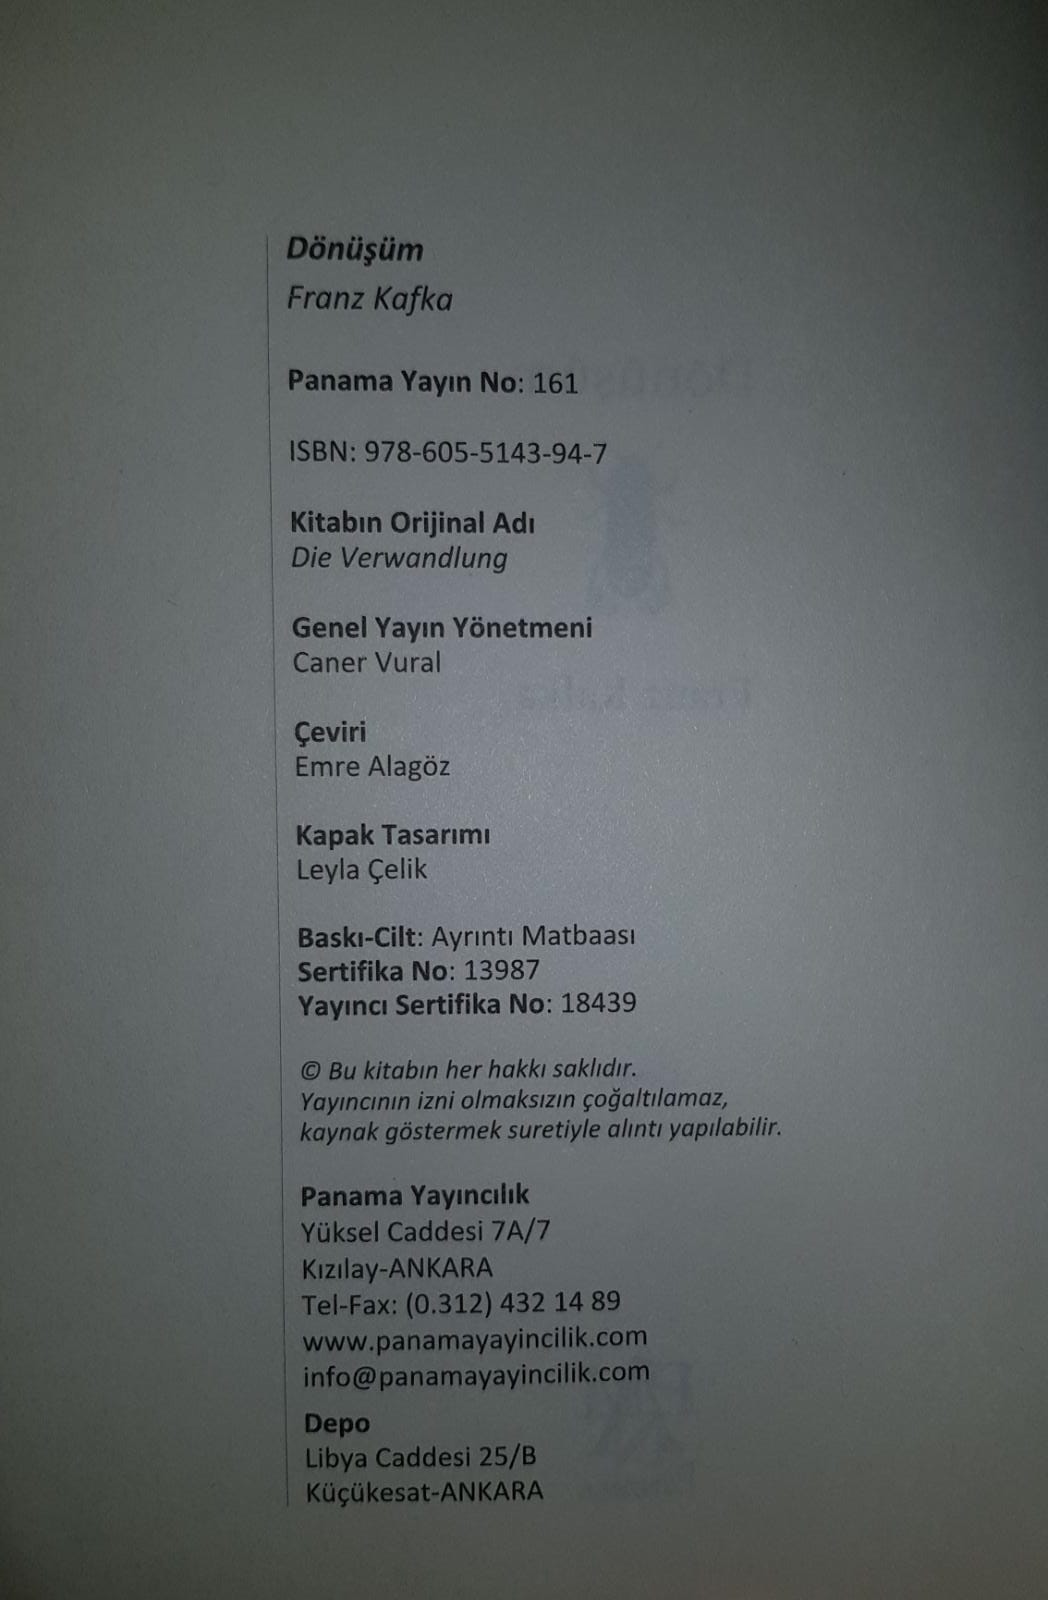 Dönüşüm
Franz Kafka
Panama Yayın No: 161
ISBN: 978-605-5143-94-7
Kitabın Orijinal Adı
Die Verwandlung
Genel Yayın Yönetmeni
Caner Vural
Çeviri
Emre Alagöz
Kapak Tasarımı
Leyla Çelik
Baskı-Cilt: Ayrıntı Matbaası
Sertifika No: 13987
Yayıncı Sertifika No: 18439
© Bu kitabın her hakkı saklıdır.
Yayıncının izni olmaksızın çoğaltılamaz,
kaynak göstermek suretiyle alıntı yapılabilir.
Panama Yayıncılık
Yüksel Caddesi 7A/7
Kızılay-ANKARA
Tel-Fax: (0.312) 432 14 89
www.panamayayincilik.com
info@panamayayincilik.com
Depo
Libya Caddesi 25/B
Küçükesat-ANKARA